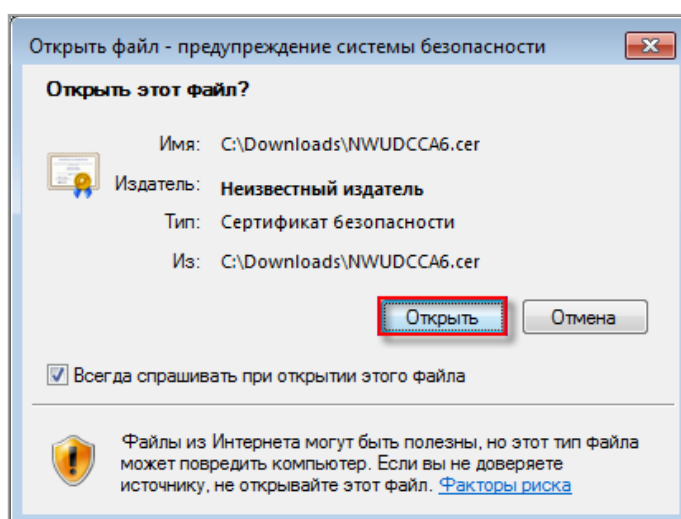 Открыть файл - предупреждение системы безопасности
Открыть этот файл?
Имя: C:\Downloads\NWUDCCA6.cer
Издатель: Неизвестный издатель
Тип: Сертификат безопасности
Из: C:\Downloads\NWUDCCA6.cer
Открыть Отмена
Всегда спрашивать при открытии этого файла
Файлы из Интернета могут быть полезны, но этот тип файла
может повредить компьютер. Если вы не доверяете
источнику, не открывайте этот файл. Факторы риска